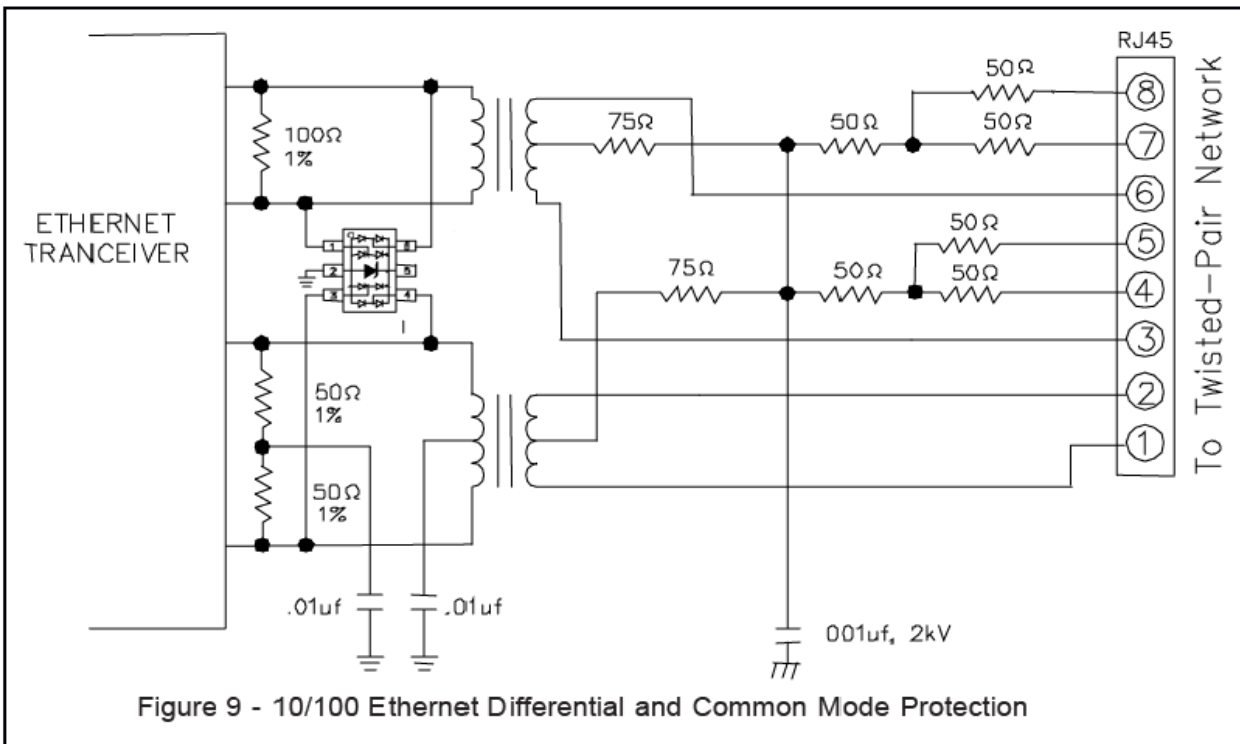 RJ45
50Ω
8
75Ω
50Ω
50Ω
7
100Ω
1%
6
ETHERNET
TRANCEIVER
1
6
50Ω
5
2
5
75Ω
50Ω
50Ω
4
3
4
3
50Ω
1%
2
1
50Ω
1%
To Twisted-Pair Network
.01uf
.01uf
001uf, 2kV
Figure 9 - 10/100 Ethernet Differential and Common Mode Protection